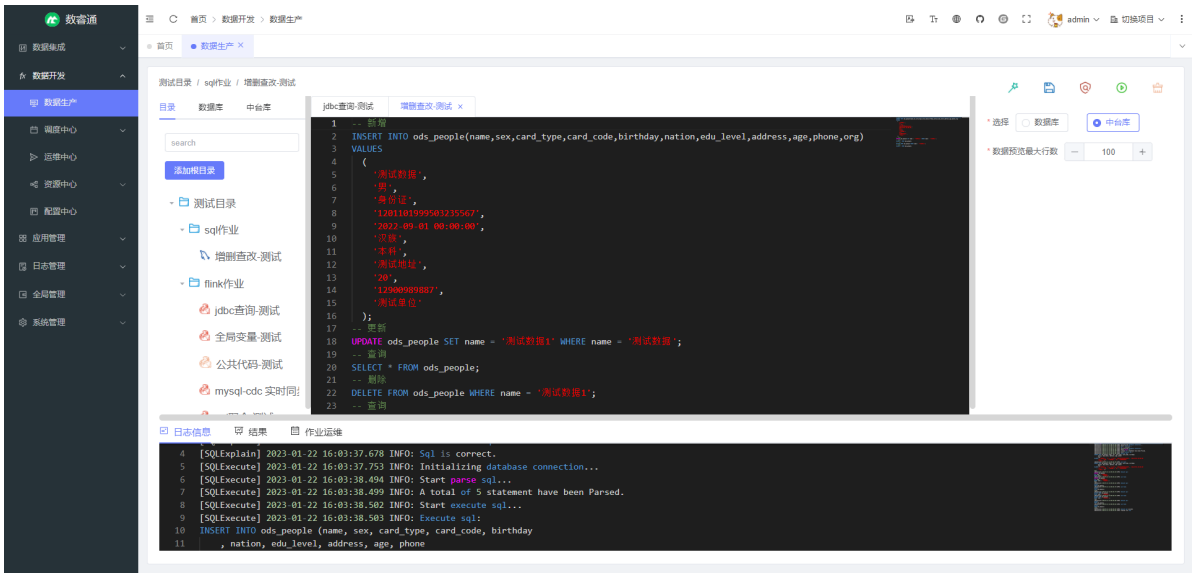 数睿通
首页 > 数据开发 > 数据生产
Tт
admin
切换项目
数据集成
数据开发
数据生产
调度中心
运维中心
资源中心
配置中心
应用管理
日志管理
全局管理
系统管理
首页
数据生产 ×
测试目录 / sql作业 / 增删查改-测试
目录 数据库 中台库
search
添加根目录
测试目录
sql作业
增删查改-测试
flink作业
jdbc查询-测试
全局变量-测试
公共代码-测试
mysql-cdc 实时同
jdbc查询-测试 增删查改-测试 ×
1 -- 新增
2 INSERT INTO ods_people(name,sex,card_type,card_code,birthday,nation,edu_level,address,age,phone,org)
3 VALUES
4 (
5 '测试数据',
6 '男',
7 '身份证',
8 '1201101999503235567',
9 '2022-09-01 00:00:00',
10 '汉族',
11 '本科',
12 '测试地址',
13 '20',
14 '12900989887',
15 '测试单位'
16 );
17 -- 更新
18 UPDATE ods_people SET name = '测试数据1' WHERE name = '测试数据';
19 -- 查询
20 SELECT * FROM ods_people;
21 -- 删除
22 DELETE FROM ods_people WHERE name = '测试数据1';
23 -- 查询
* 选择 数据库 中台库
* 数据预览最大行数 − 100 +
日志信息 结果 作业运维
4 [SQLExplain] 2023-01-22 16:03:37.678 INFO: Sql is correct.
5 [SQLExecute] 2023-01-22 16:03:37.753 INFO: Initializing database connection...
6 [SQLExecute] 2023-01-22 16:03:38.494 INFO: Start parse sql...
7 [SQLExecute] 2023-01-22 16:03:38.499 INFO: A total of 5 statement have been Parsed.
8 [SQLExecute] 2023-01-22 16:03:38.502 INFO: Start execute sql...
9 [SQLExecute] 2023-01-22 16:03:38.503 INFO: Execute sql:
10 INSERT INTO ods_people (name, sex, card_type, card_code, birthday
11 , nation, edu_level, address, age, phone